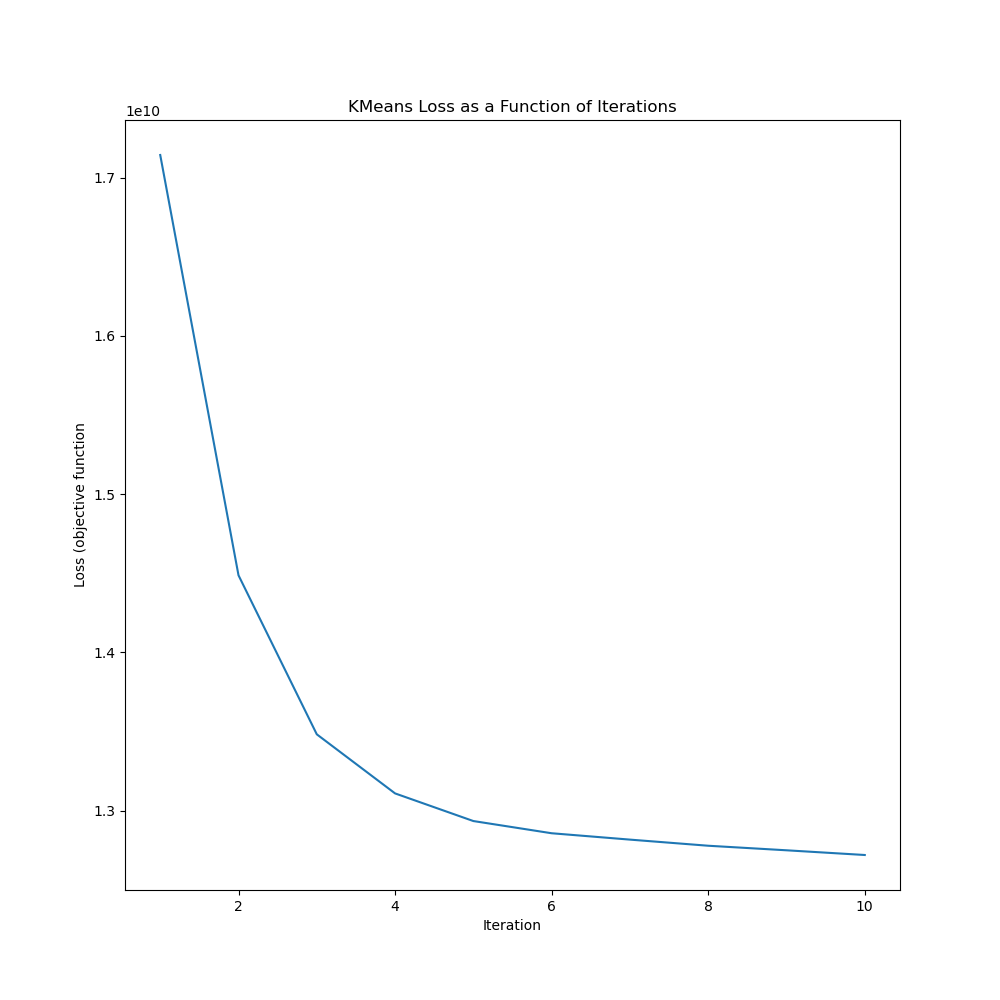 KMeans Loss as a Function of Iterations
1e10
1.7
1.6
1.5
1.4
1.3
Loss (objective function
2 4 6 8 10
Iteration